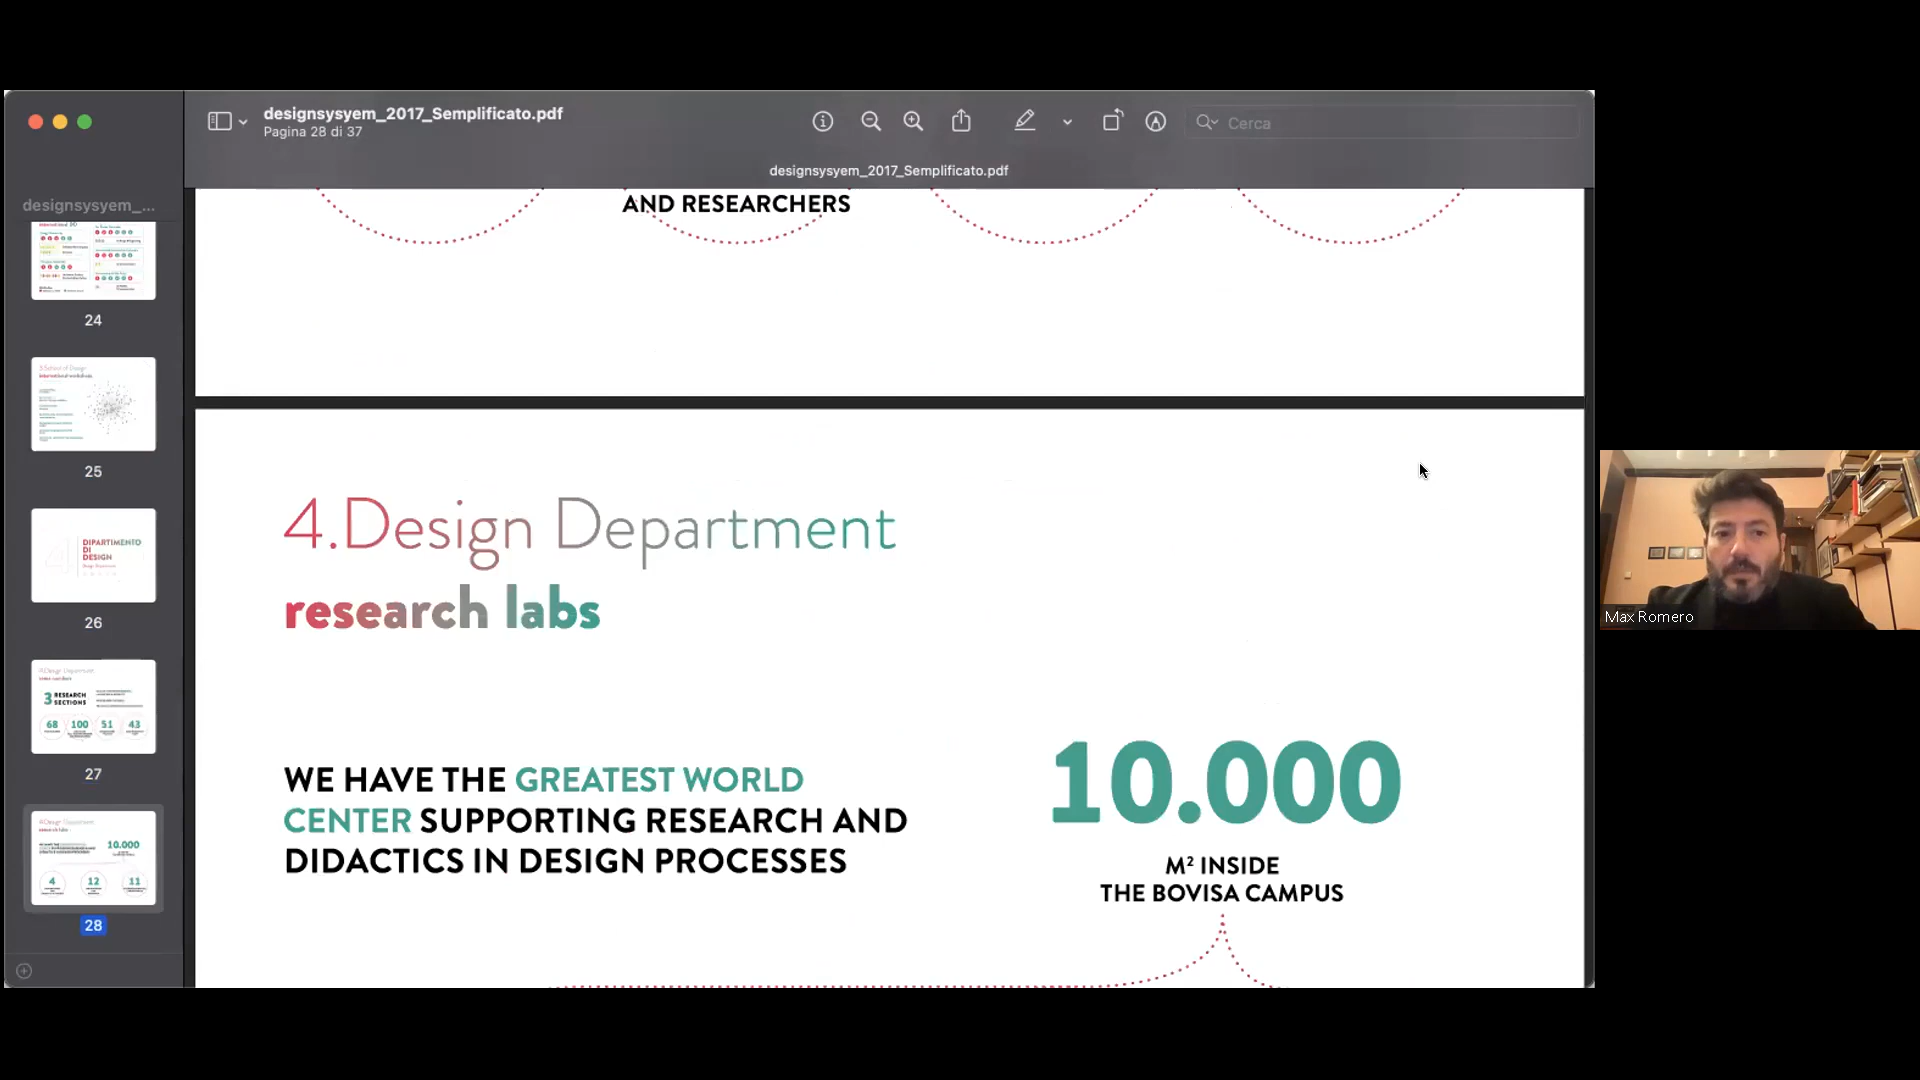 designsysyem_2017_Semplificato.pdf
Pagina 28 di 37
Cerca
designsysyem_2017_Semplificato.pdf
designsysyem_...
24
25
DIPARTIMENTO
DI
DESIGN
26
3 RESEARCH
SECTIONS
68 100 51 43
27
10.000
4 12 11
28
AND RESEARCHERS
4.Design Department
research labs
WE HAVE THE GREATEST WORLD
CENTER SUPPORTING RESEARCH AND
DIDACTICS IN DESIGN PROCESSES
10.000
M² INSIDE
THE BOVISA CAMPUS
Max Romero